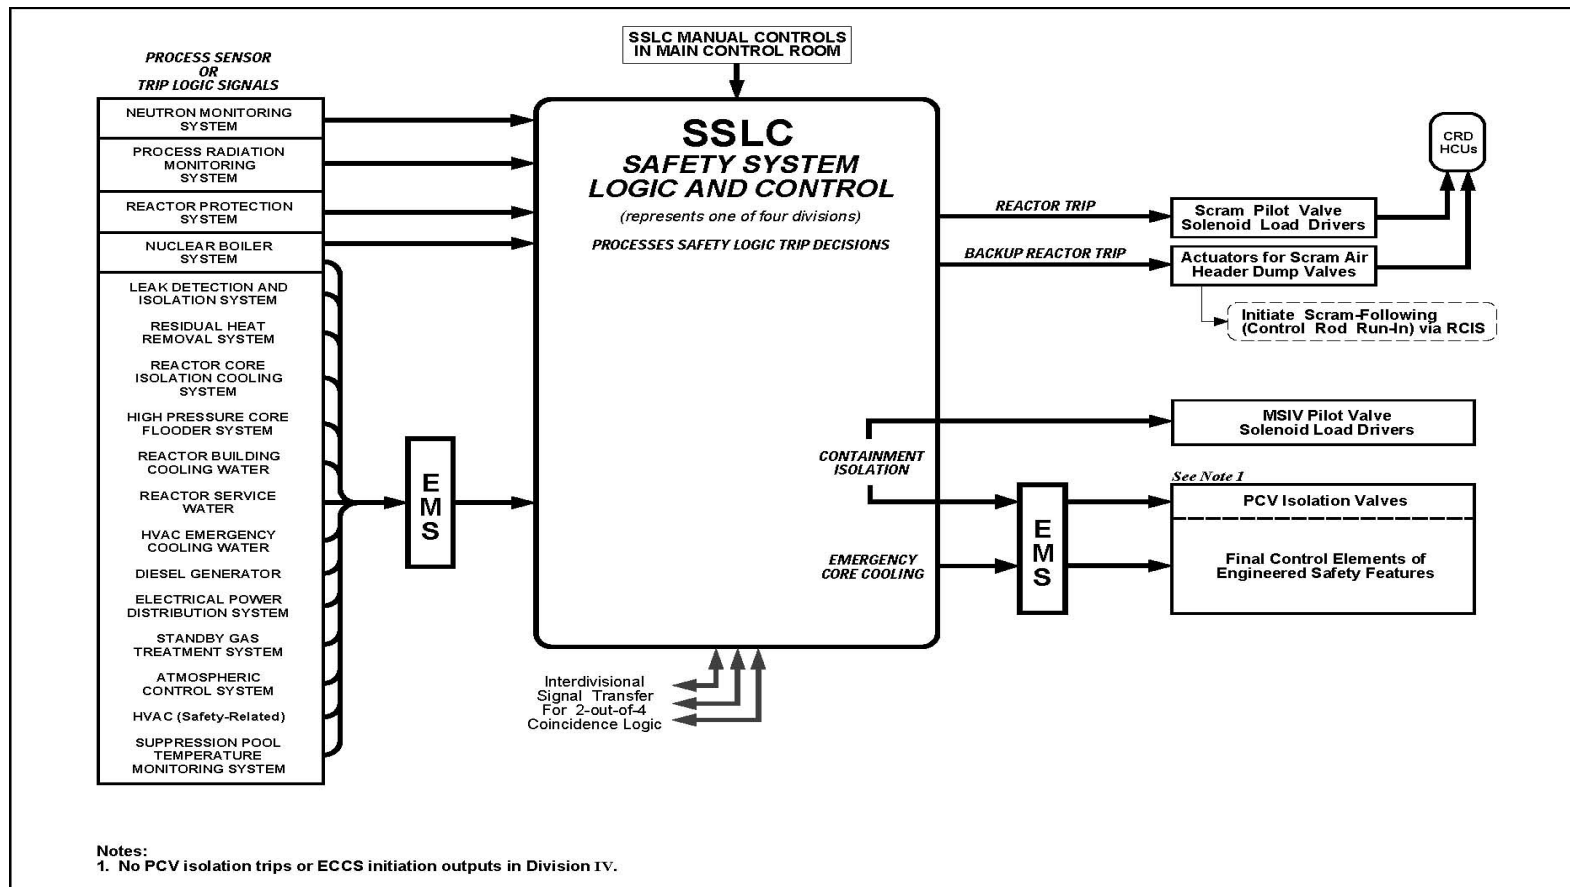 SSLC MANUAL CONTROLS
IN MAIN CONTROL ROOM
PROCESS SENSOR
OR
TRIP LOGIC SIGNALS
NEUTRON MONITORING
SYSTEM
PROCESS RADIATION
MONITORING
SYSTEM
REACTOR PROTECTION
SYSTEM
NUCLEAR BOILER
SYSTEM
LEAK DETECTION AND
ISOLATION SYSTEM
RESIDUAL HEAT
REMOVAL SYSTEM
REACTOR CORE
ISOLATION COOLING
SYSTEM
HIGH PRESSURE CORE
FLOODER SYSTEM
REACTOR BUILDING
COOLING WATER
REACTOR SERVICE
WATER
HVAC EMERGENCY
COOLING WATER
DIESEL GENERATOR
ELECTRICAL POWER
DISTRIBUTION SYSTEM
STANDBY GAS
TREATMENT SYSTEM
ATMOSPHERIC
CONTROL SYSTEM
HVAC (Safety-Related)
SUPPRESSION POOL
TEMPERATURE
MONITORING SYSTEM
E
M
S
SSLC
SAFETY SYSTEM
LOGIC AND CONTROL
(represents one of four divisions)
PROCESSES SAFETY LOGIC TRIP DECISIONS
CONTAINMENT
ISOLATION
EMERGENCY
CORE COOLING
Interdivisional
Signal Transfer
For 2-out-of-4
Coincidence Logic
REACTOR TRIP
BACKUP REACTOR TRIP
E
M
S
CRD
HCUs
Scram Pilot Valve
Solenoid Load Drivers
Actuators for Scram Air
Header Dump Valves
Initiate Scram-Following
(Control Rod Run-In) via RCIS
MSIV Pilot Valve
Solenoid Load Drivers
See Note 1
PCV Isolation Valves
Final Control Elements of
Engineered Safety Features
Notes:
1. No PCV isolation trips or ECCS initiation outputs in Division IV.